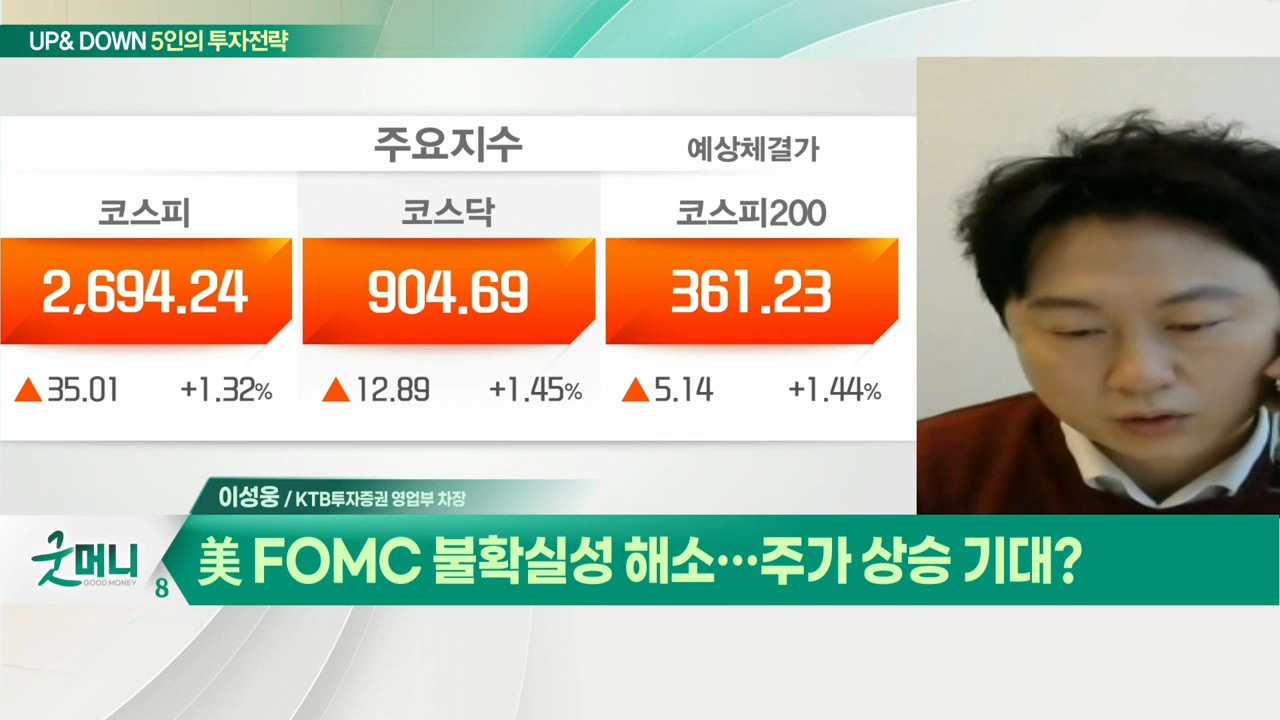 UP& DOWN 5인의 투자전략
주요지수
예상체결가
코스피
코스닥
코스피200
2,694.24
904.69
361.23
▲35.01 +1.32%
▲12.89 +1.45%
▲5.14 +1.44%
이성웅 / KTB투자증권 영업부 차장
굿머니
GOOD MONEY
8
美 FOMC 불확실성 해소…주가 상승 기대?